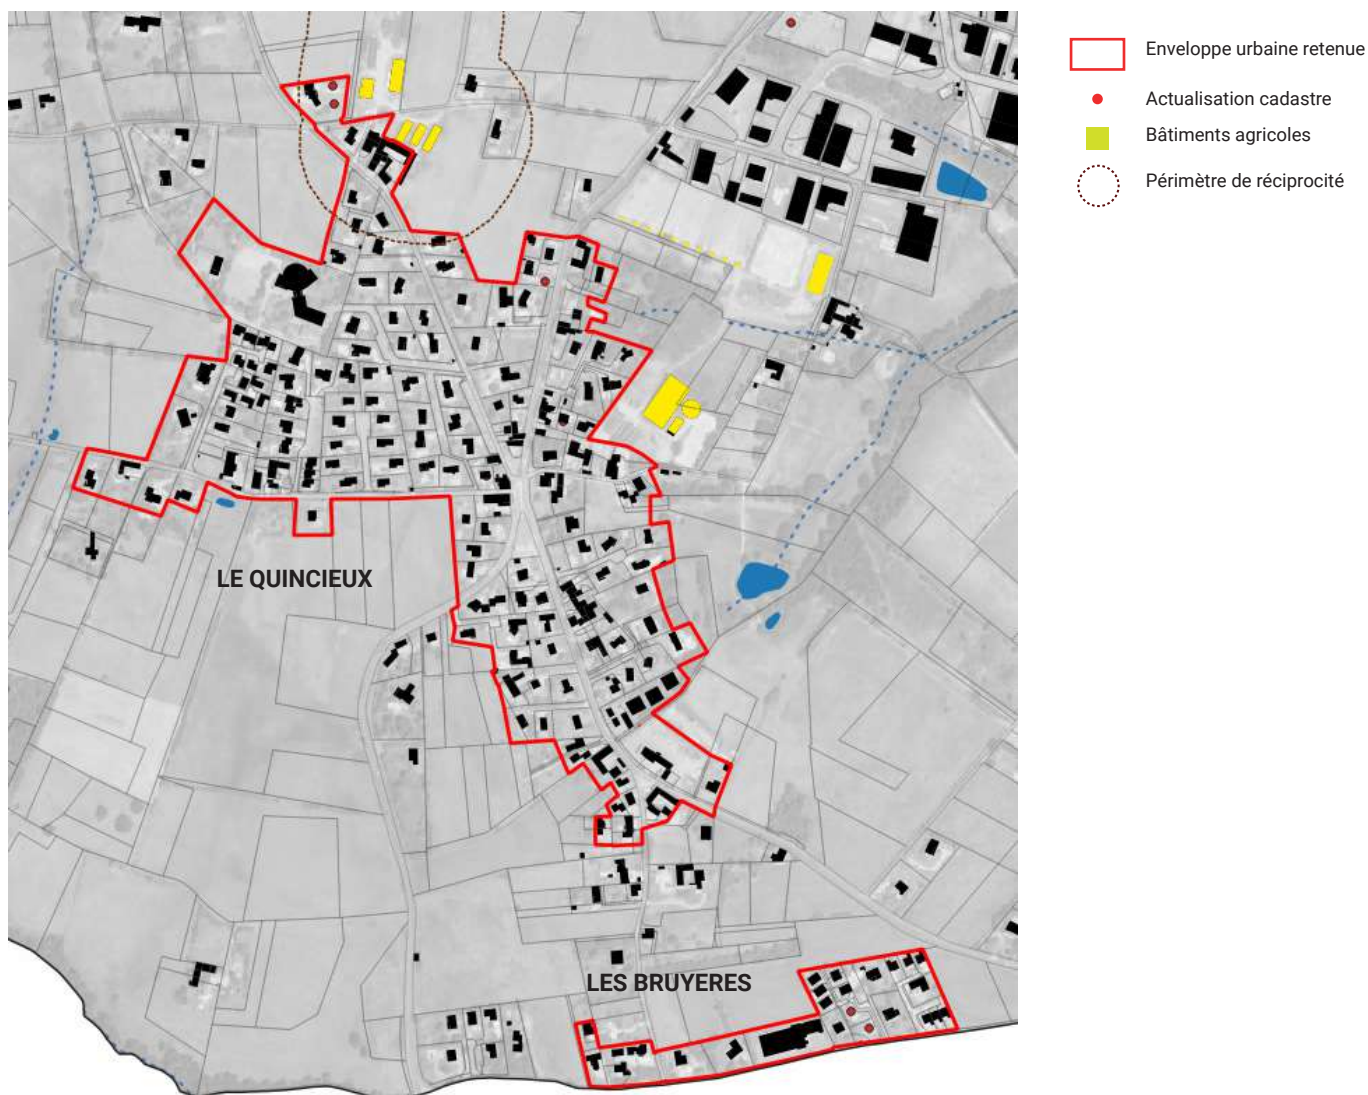 Enveloppe urbaine retenue
Actualisation cadastre
Bâtiments agricoles
Périmètre de réciprocité
LE QUINCIEUX
LES BRUYERES